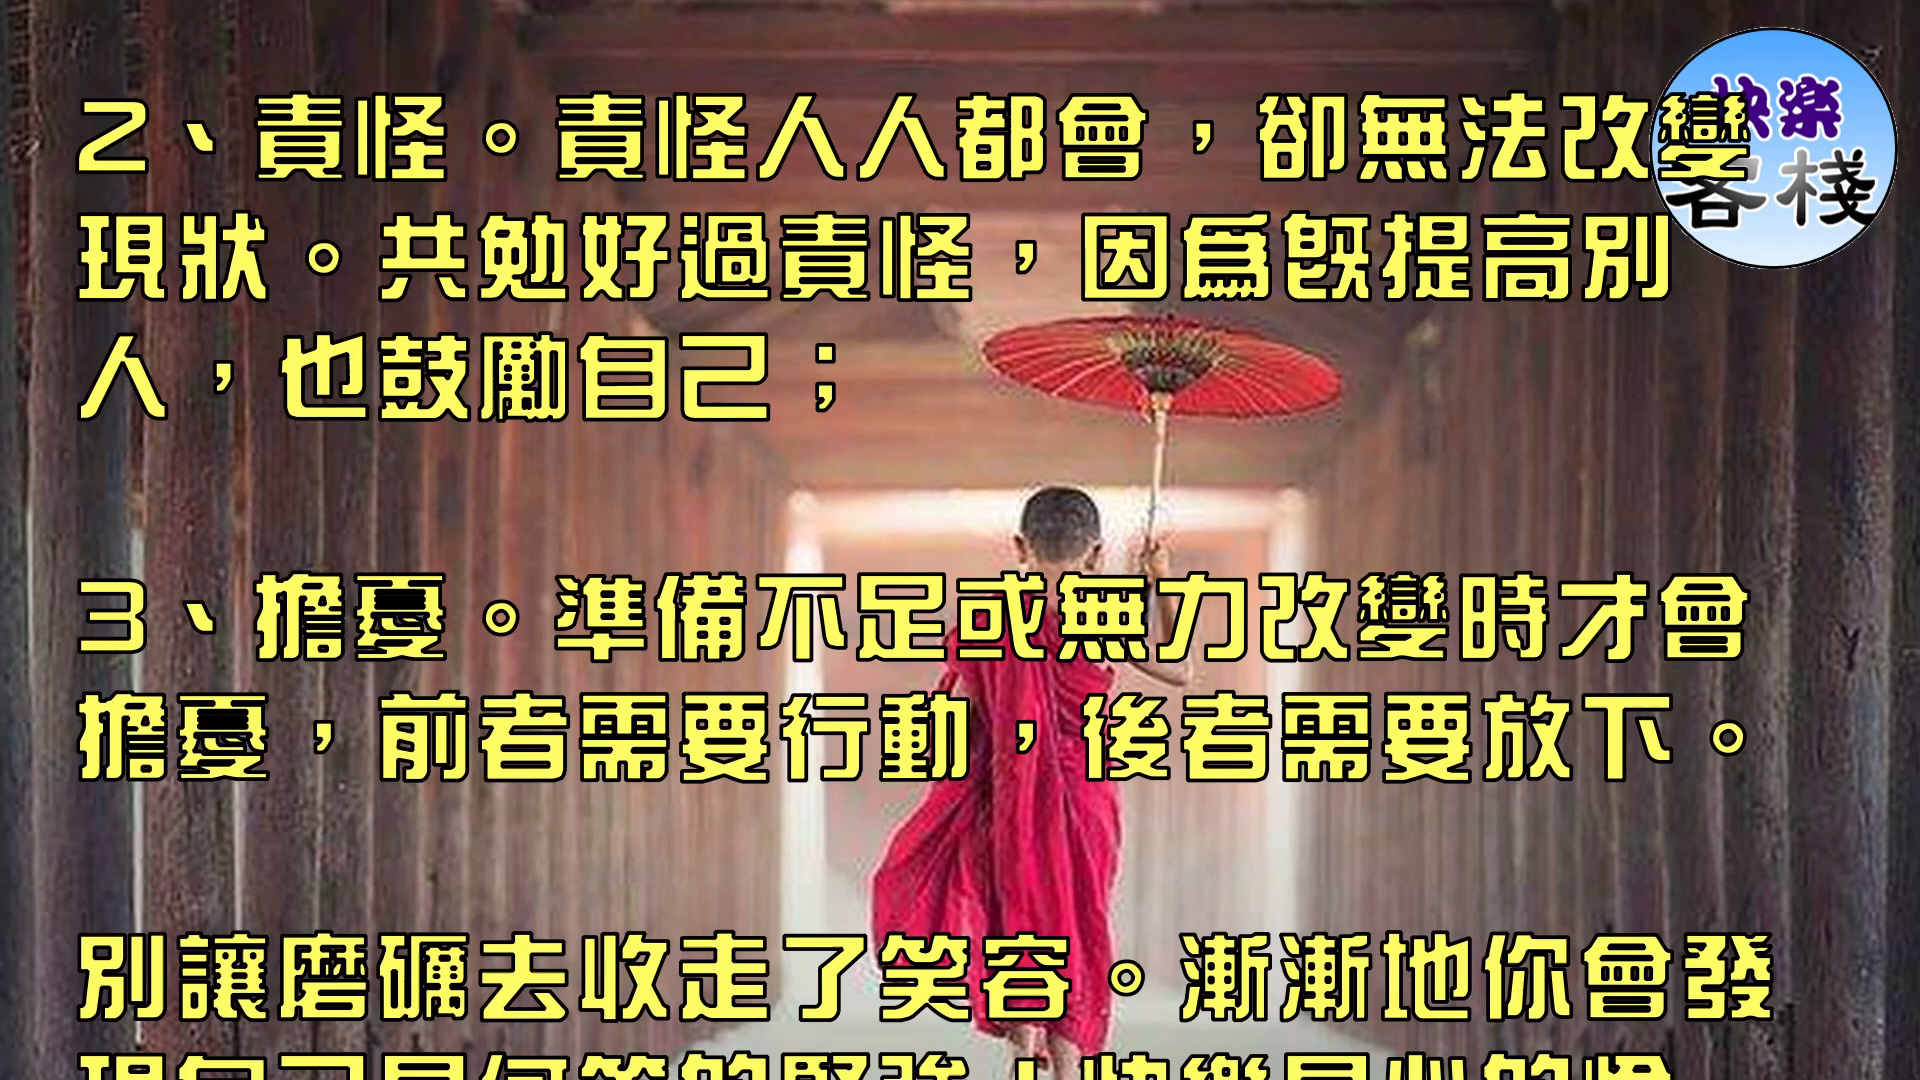 2、責怪。責怪人人都會，卻無法改變
現狀。共勉好過責怪，因為既提高別
人，也鼓勵自己；
3、擔憂。準備不足或無力改變時才會
擔憂，前者需要行動，後者需要放下。
別讓磨礪去收走了笑容。漸漸地你會發
快樂
客棧